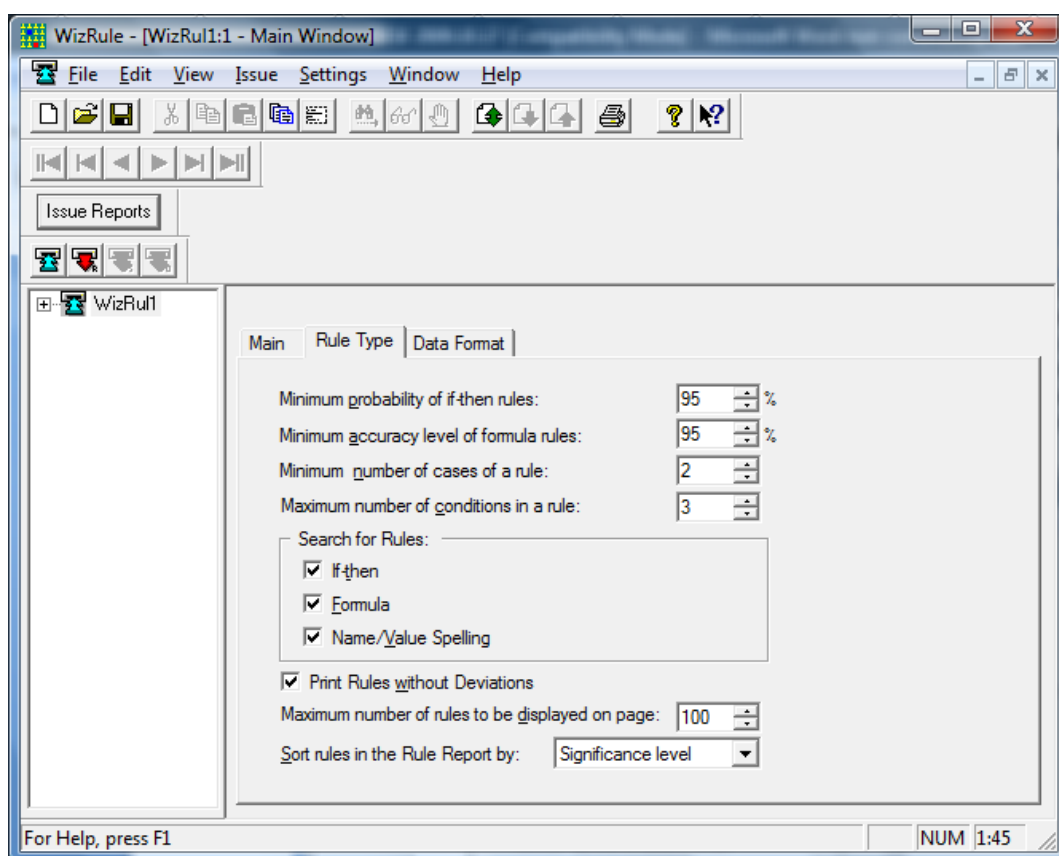 WizRule - [WizRul1:1 - Main Window]
File Edit View Issue Settings Window Help
Issue Reports
WizRul1
Main Rule Type Data Format
Minimum probability of if-then rules: 95 %
Minimum accuracy level of formula rules: 95 %
Minimum number of cases of a rule: 2
Maximum number of conditions in a rule: 3
Search for Rules:
If-then
Formula
Name/Value Spelling
Print Rules without Deviations
Maximum number of rules to be displayed on page: 100
Sort rules in the Rule Report by: Significance level
For Help, press F1 NUM 1:45